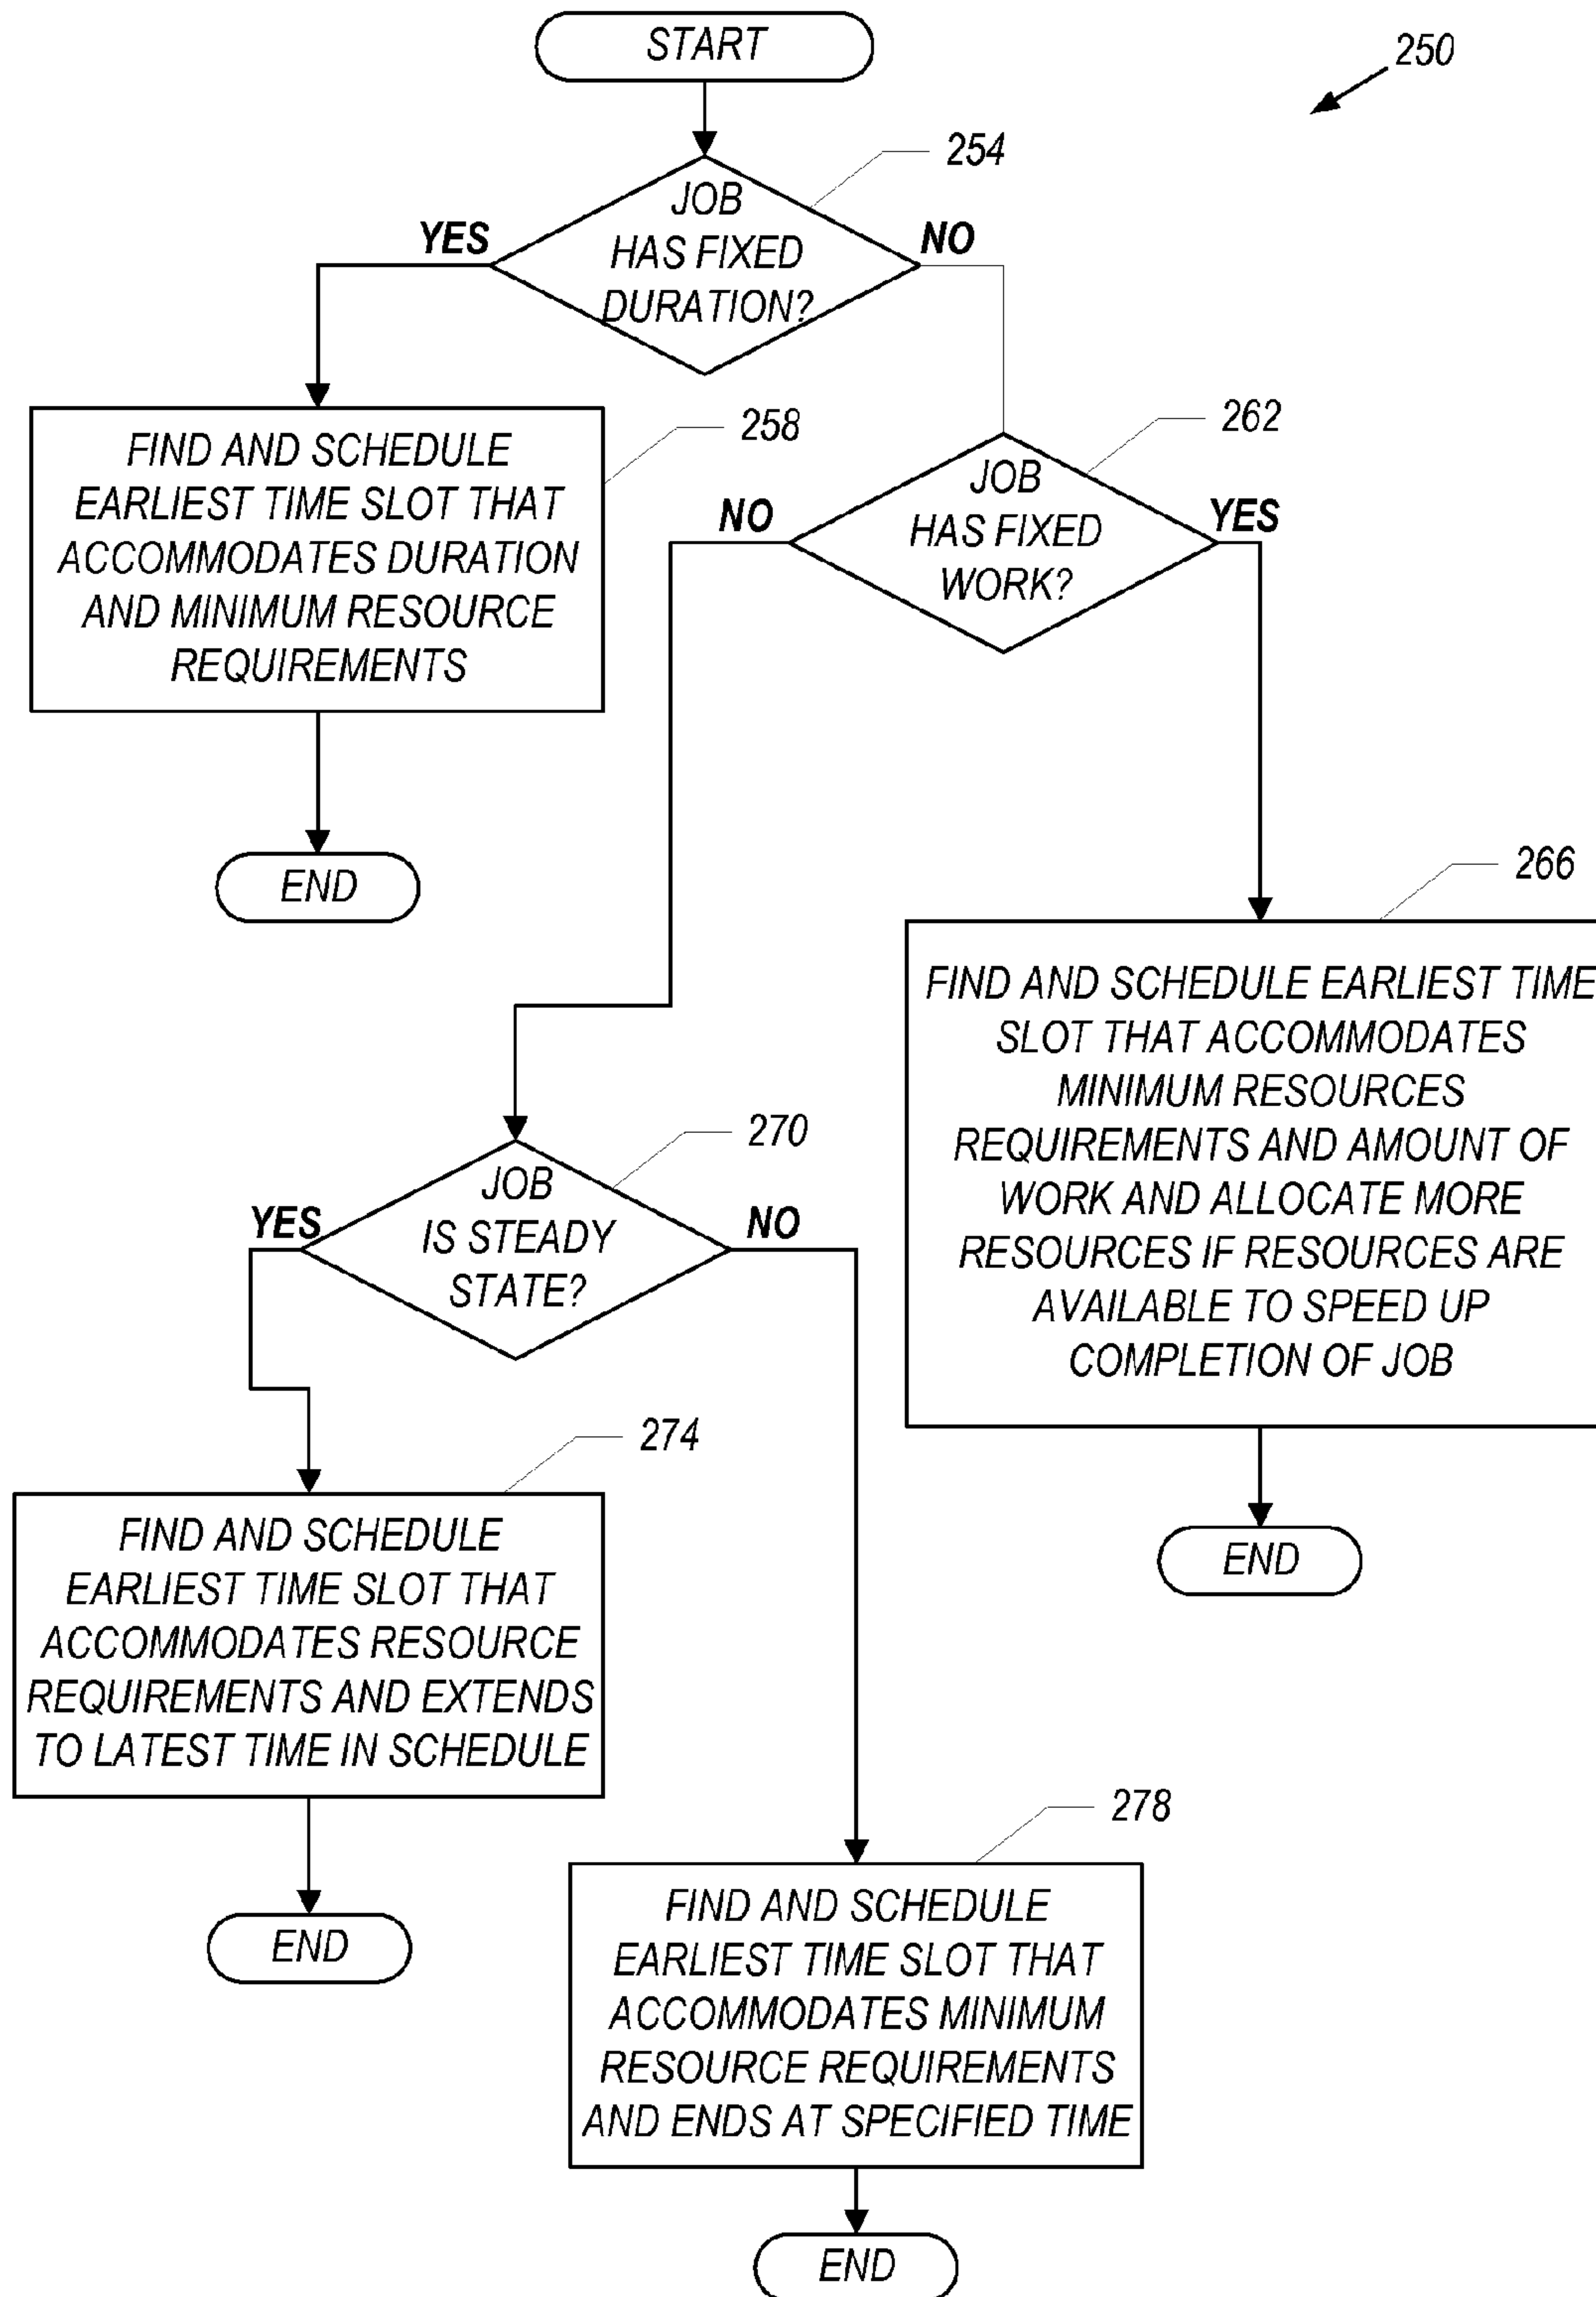 START
250
254
JOB
HAS FIXED
DURATION?
YES
NO
258
FIND AND SCHEDULE
EARLIEST TIME SLOT THAT
ACCOMMODATES DURATION
AND MINIMUM RESOURCE
REQUIREMENTS
END
262
JOB
HAS FIXED
WORK?
NO
YES
266
FIND AND SCHEDULE EARLIEST TIME
SLOT THAT ACCOMMODATES
MINIMUM RESOURCES
REQUIREMENTS AND AMOUNT OF
WORK AND ALLOCATE MORE
RESOURCES IF RESOURCES ARE
AVAILABLE TO SPEED UP
COMPLETION OF JOB
END
270
JOB
IS STEADY
STATE?
YES
NO
274
FIND AND SCHEDULE
EARLIEST TIME SLOT THAT
ACCOMMODATES RESOURCE
REQUIREMENTS AND EXTENDS
TO LATEST TIME IN SCHEDULE
END
278
FIND AND SCHEDULE
EARLIEST TIME SLOT THAT
ACCOMMODATES MINIMUM
RESOURCE REQUIREMENTS
AND ENDS AT SPECIFIED TIME
END